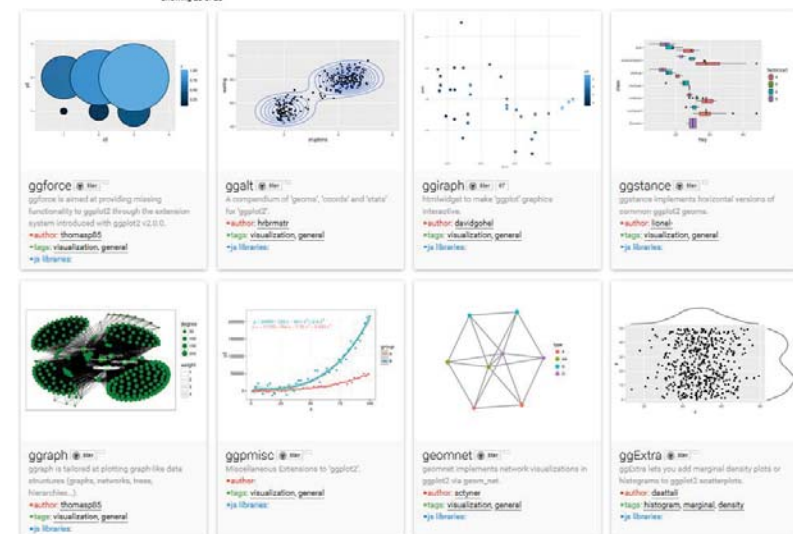 ggforce
ggforce is aimed at providing missing
functionality to ggplot2 through the extension
system introduced with ggplot2 v2.0.0.
•author: thomasp85
•tags: visualization, general
•js libraries:
ggalt
A compendium of 'geoms', 'coords' and 'stats'
for 'ggplot2'.
•author: hrbrmstr
•tags: visualization, general
•js libraries:
ggiraph
htmlwidget to make 'ggplot' graphics
interactive.
•author: davidgohel
•tags: visualization, general
•js libraries:
ggstance
ggstance implements horizontal versions of
common ggplot2 geoms.
•author: lionel-
•tags: visualization, general
•js libraries:
degree
weight
ggraph
ggraph is tailored at plotting graph-like data
structures (graphs, networks, trees,
hierarchies...).
•author: thomasp85
•tags: visualization, general
•js libraries:
group
ggpmisc
Miscellaneous Extensions to 'ggplot2'.
•author:
•tags: visualization, general
•js libraries:
type
geomnet
geomnet implements network visualizations in
ggplot2 via geom_net.
•author: sctyner
•tags: visualization, general
•js libraries:
ggExtra
ggExtra lets you add marginal density plots or
histograms to ggplot2 scatterplots.
•author: daattali
•tags: histogram, marginal, density
•js libraries: